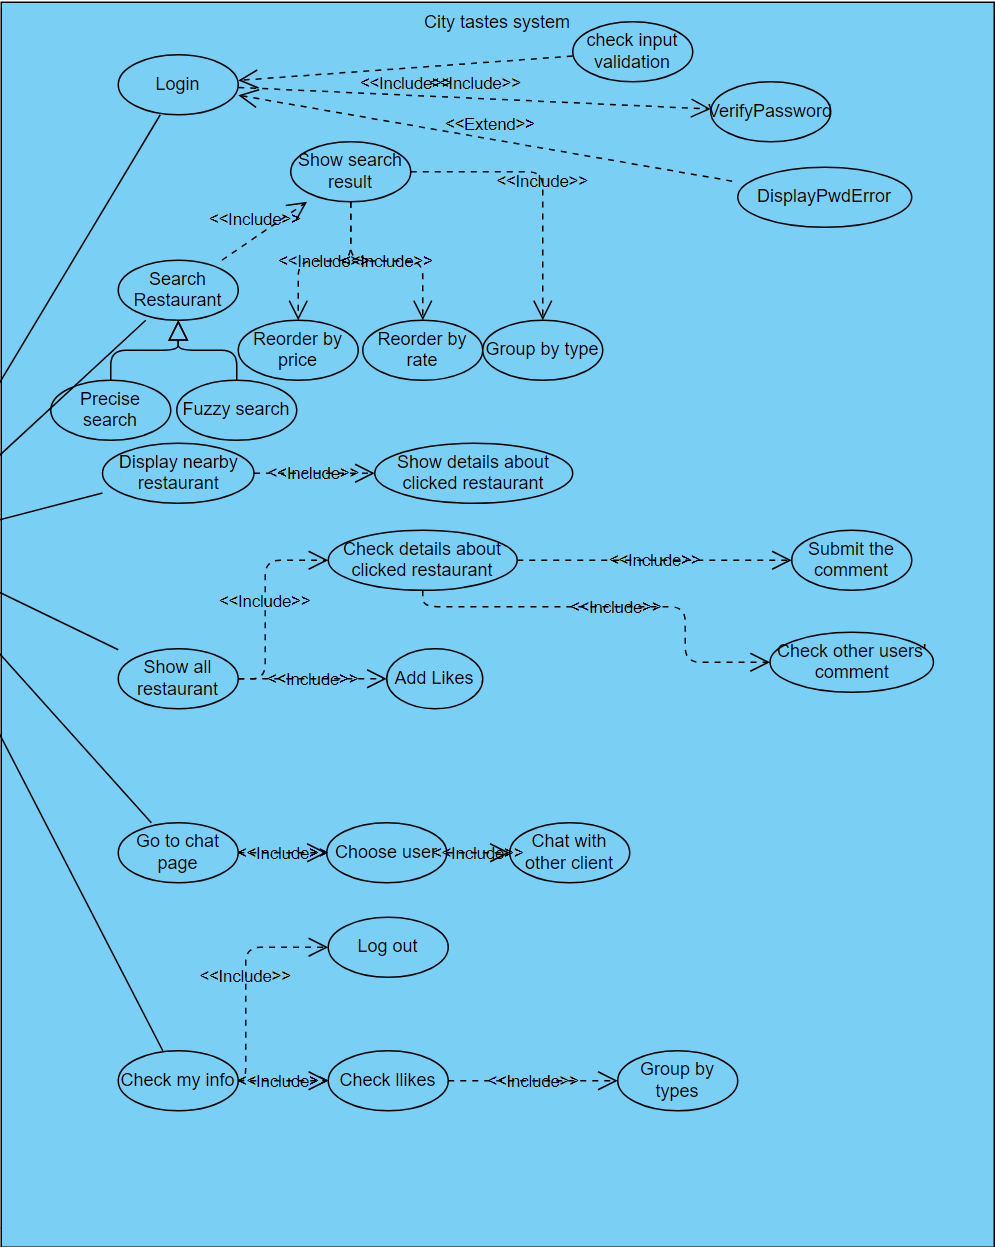 City tastes system
check input
validation
Login
<<Include>>
<<Include>>
VerifyPassword
<<Extend>>
Show search
result
<<Include>>
DisplayPwdError
<<Include>>
<<Include>>
<<Include>>
Search
Restaurant
Reorder by
price
Reorder by
rate
Group by type
Precise
search
Fuzzy search
Display nearby
restaurant
<<Include>>
Show details about
clicked restaurant
Check details about
clicked restaurant
<<Include>>
Submit the
comment
<<Include>>
<<Include>>
Check other users'
comment
Show all
restaurant
<<Include>>
Add Likes
Go to chat
page
<<Include>>
Choose user
<<Include>>
Chat with
other client
Log out
<<Include>>
Check my info
<<Include>>
Check llikes
<<Include>>
Group by
types